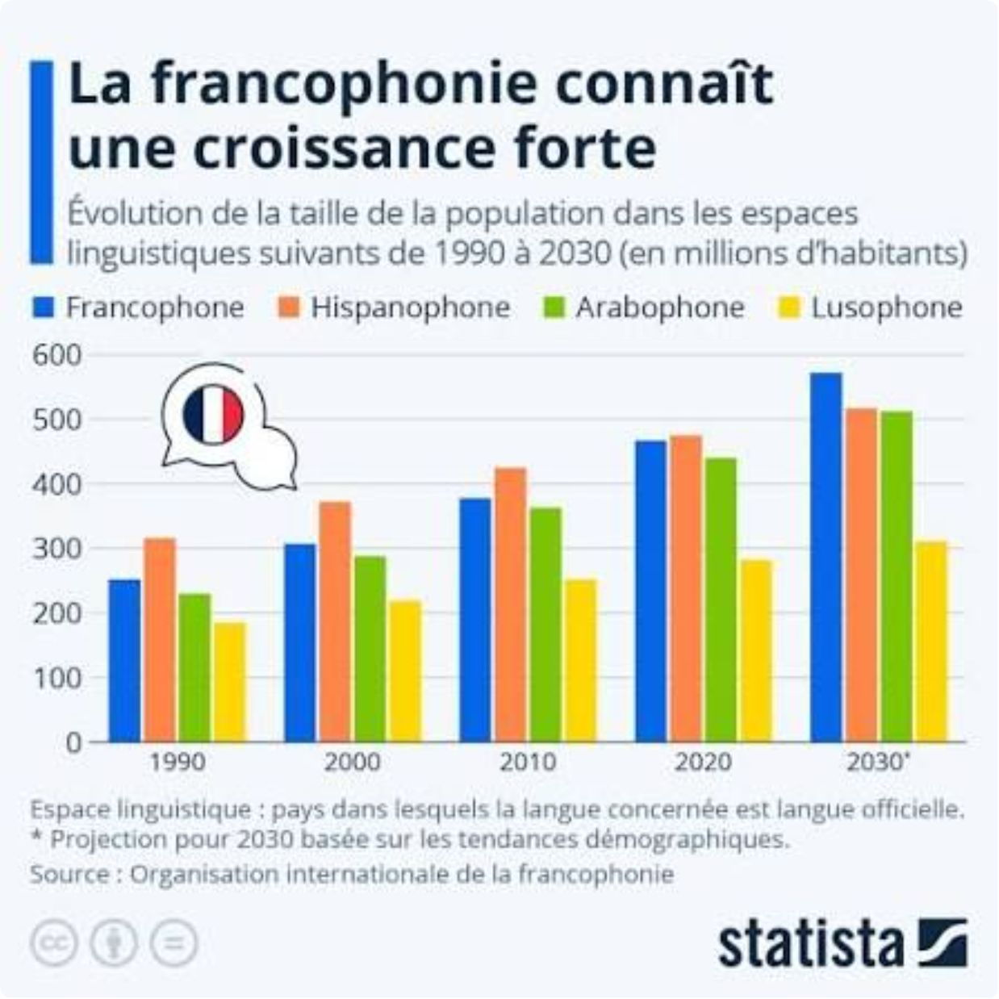 La francophonie connaît
une croissance forte
Évolution de la taille de la population dans les espaces
linguistiques suivants de 1990 à 2030 (en millions d'habitants)
Francophone Hispanophone Arabophone Lusophone
600
500
400
300
200
100
0
1990 2000 2010 2020 2030*
Espace linguistique : pays dans lesquels la langue concernée est langue officielle.
* Projection pour 2030 basée sur les tendances démographiques.
Source : Organisation internationale de la francophonie
cc
statista